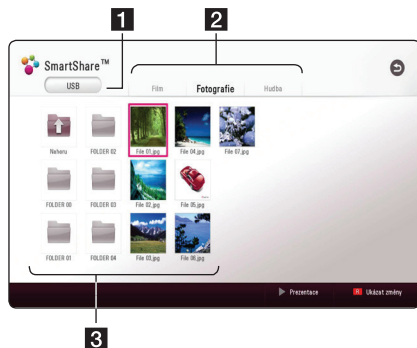 1
2
SmartShare™
USB
Film
Fotografie
Hudba
Nahoru
FOLDER 02
File 01.jpg
File 04.jpg
File 07.jpg
FOLDER 00
FOLDER 03
File 02.jpg
File 05.jpg
FOLDER 01
FOLDER 04
File 03.jpg
File 06.jpg
Prezentace
R Ukázat změny
3